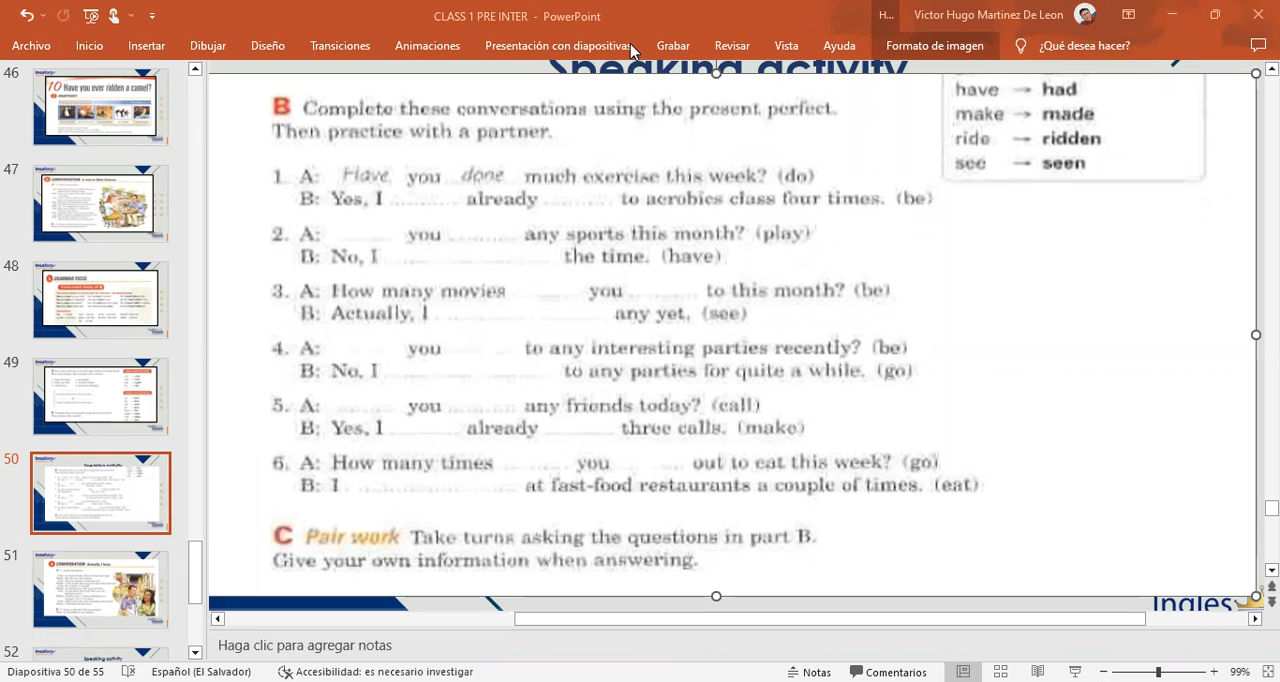 CLASS 1 PRE INTER - PowerPoint
H...
Victor Hugo Martinez De Leon
Archivo Inicio Insertar Dibujar Diseño Transiciones Animaciones Presentación con diapositivas Grabar Revisar Vista Ayuda Formato de imagen ¿Qué desea hacer?
46
10 Have you ever ridden a camel?
47
48
49
50
51
52
Speaking activity
have → had
make → made
ride → ridden
see → seen
B Complete these conversations using the present perfect.
Then practice with a partner.
1. A: Have you done much exercise this week? (do)
B: Yes, I ........ already ........ to aerobics class four times. (be)
2. A: ........ you ........ any sports this month? (play)
B: No, I ........ the time. (have)
3. A: How many movies ........ you ........ to this month? (be)
B: Actually, I ........ any yet. (see)
4. A: ........ you ........ to any interesting parties recently? (be)
B: No, I ........ to any parties for quite a while. (go)
5. A: ........ you ........ any friends today? (call)
B: Yes, I ........ already ........ three calls. (make)
6. A: How many times ........ you ........ out to eat this week? (go)
B: I ........ at fast-food restaurants a couple of times. (eat)
C Pair work Take turns asking the questions in part B.
Give your own information when answering.
Ingles
Haga clic para agregar notas
Diapositiva 50 de 55 Español (El Salvador) Accesibilidad: es necesario investigar Notas Comentarios 99%